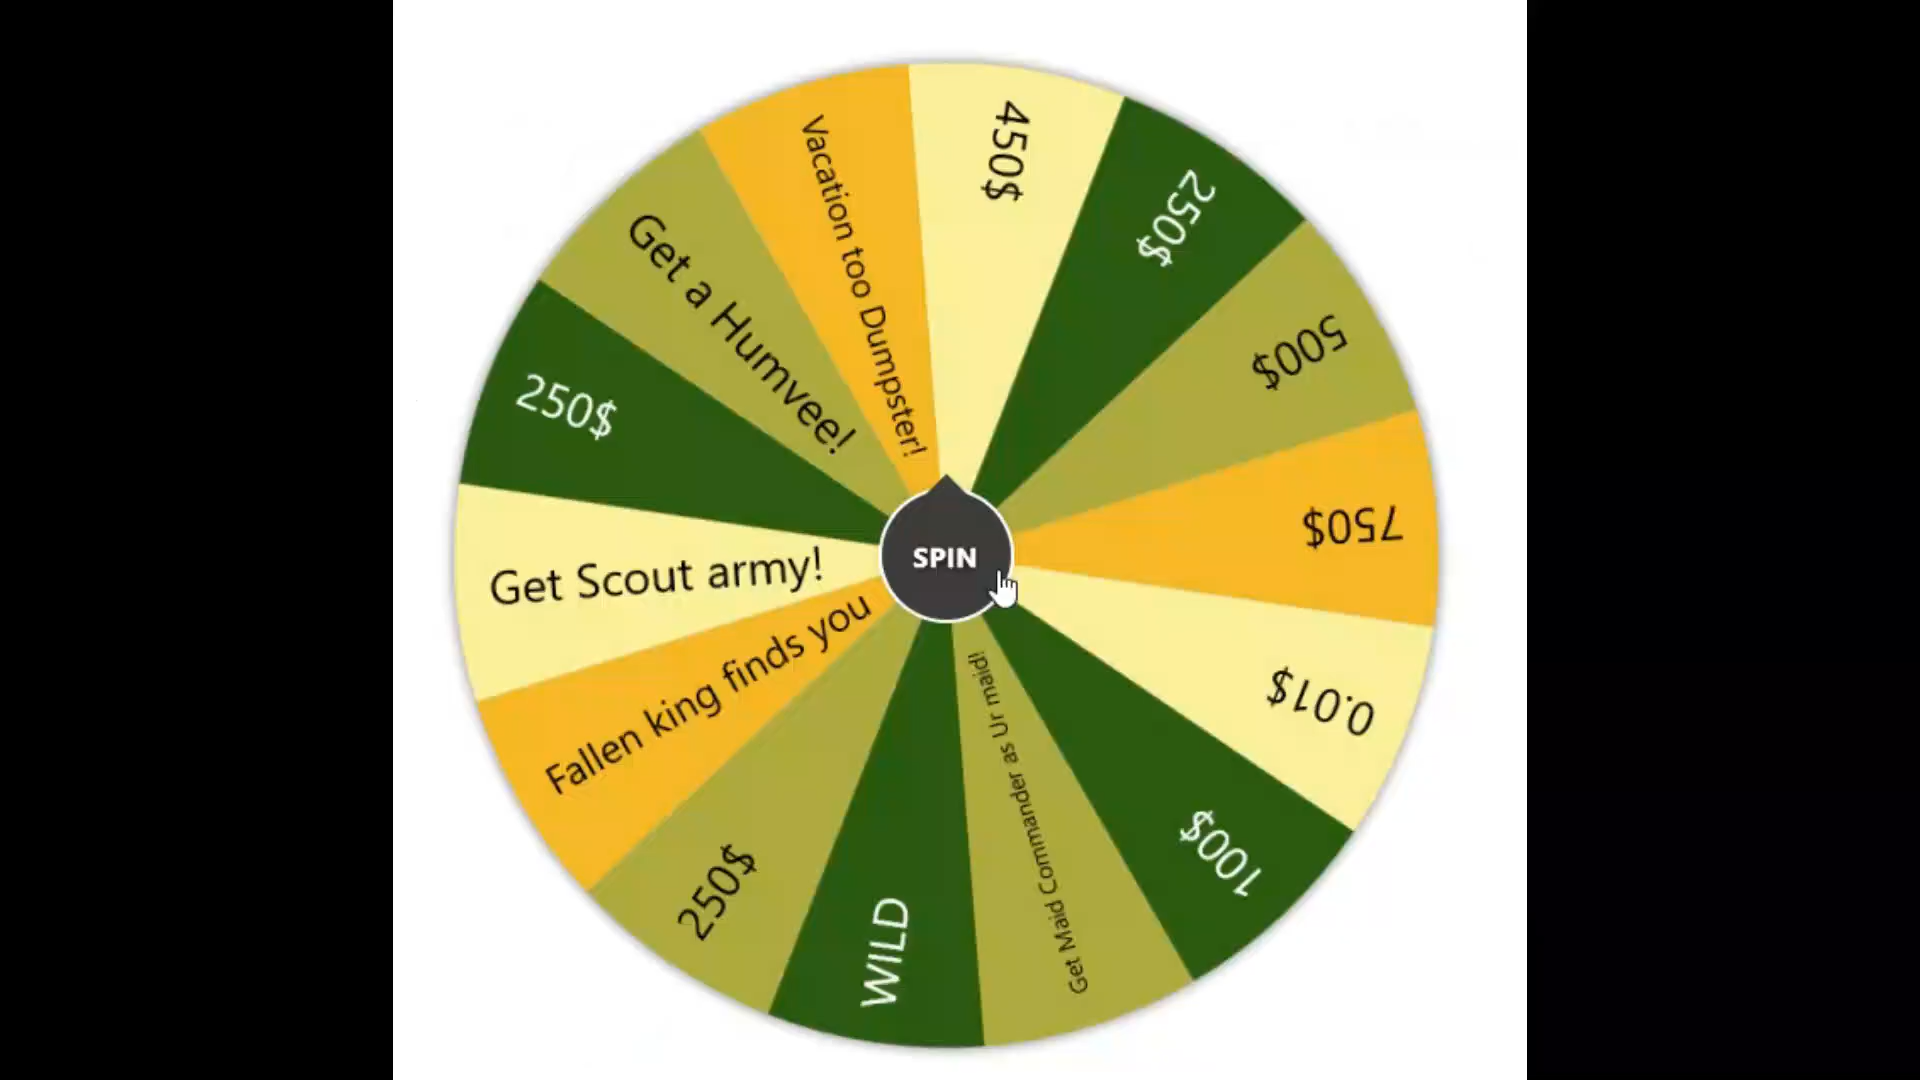 450$
250$
500$
750$
0.01$
100$
Get Maid Commander as Ur maid!
WILD
250$
Fallen king finds you
Get Scout army!
250$
Get a Humvee!
Vacation too Dumpster!
SPIN